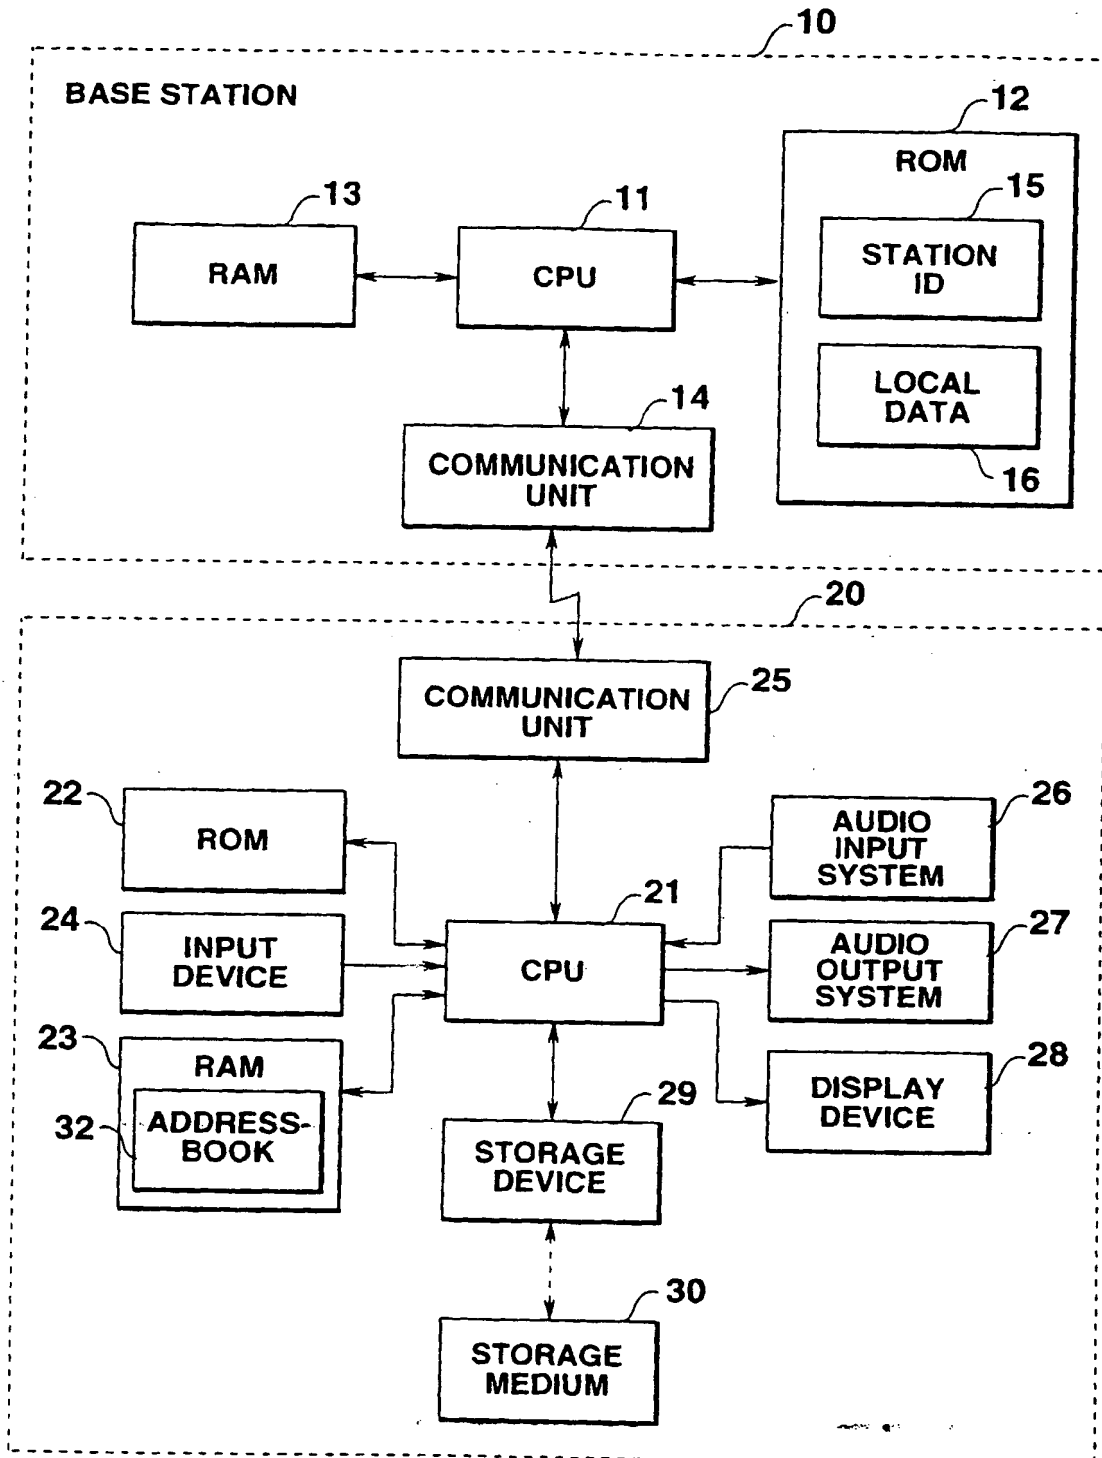 10
BASE STATION
12
ROM
13
11
15
RAM
CPU
STATION
ID
14
LOCAL
DATA
COMMUNICATION
UNIT
16
20
COMMUNICATION
UNIT
25
22
ROM
26
AUDIO
INPUT
SYSTEM
24
INPUT
DEVICE
21
CPU
27
AUDIO
OUTPUT
SYSTEM
23
RAM
32
ADDRESS-
BOOK
29
STORAGE
DEVICE
28
DISPLAY
DEVICE
30
STORAGE
MEDIUM